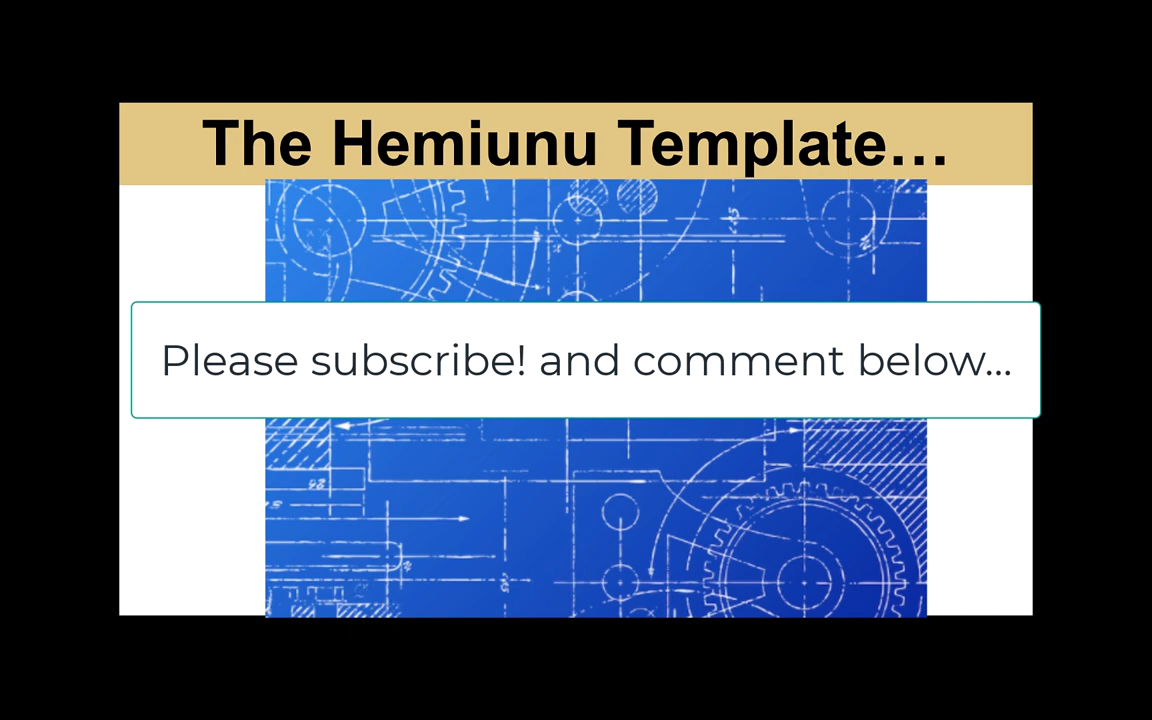 The Hemiunu Template…
Please subscribe! and comment below...